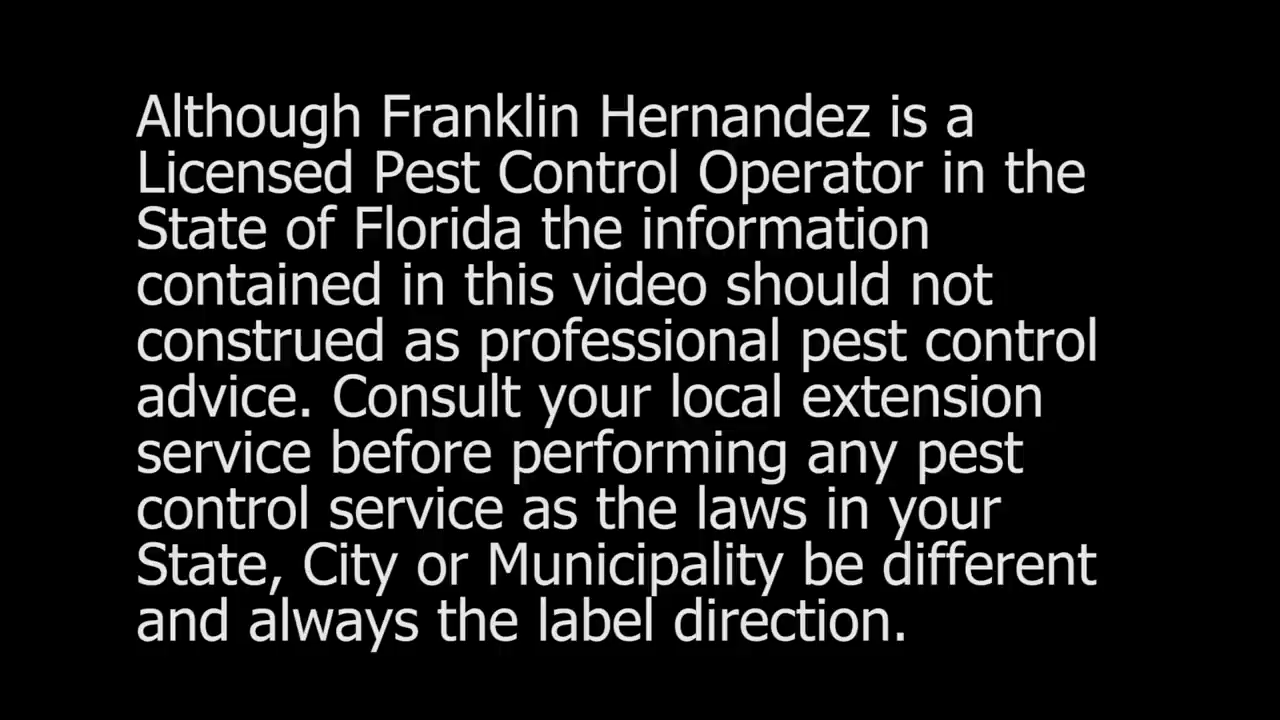 Although Franklin Hernandez is a
Licensed Pest Control Operator in the
State of Florida the information
contained in this video should not
construed as professional pest control
advice. Consult your local extension
service before performing any pest
control service as the laws in your
State, City or Municipality be different
and always the label direction.